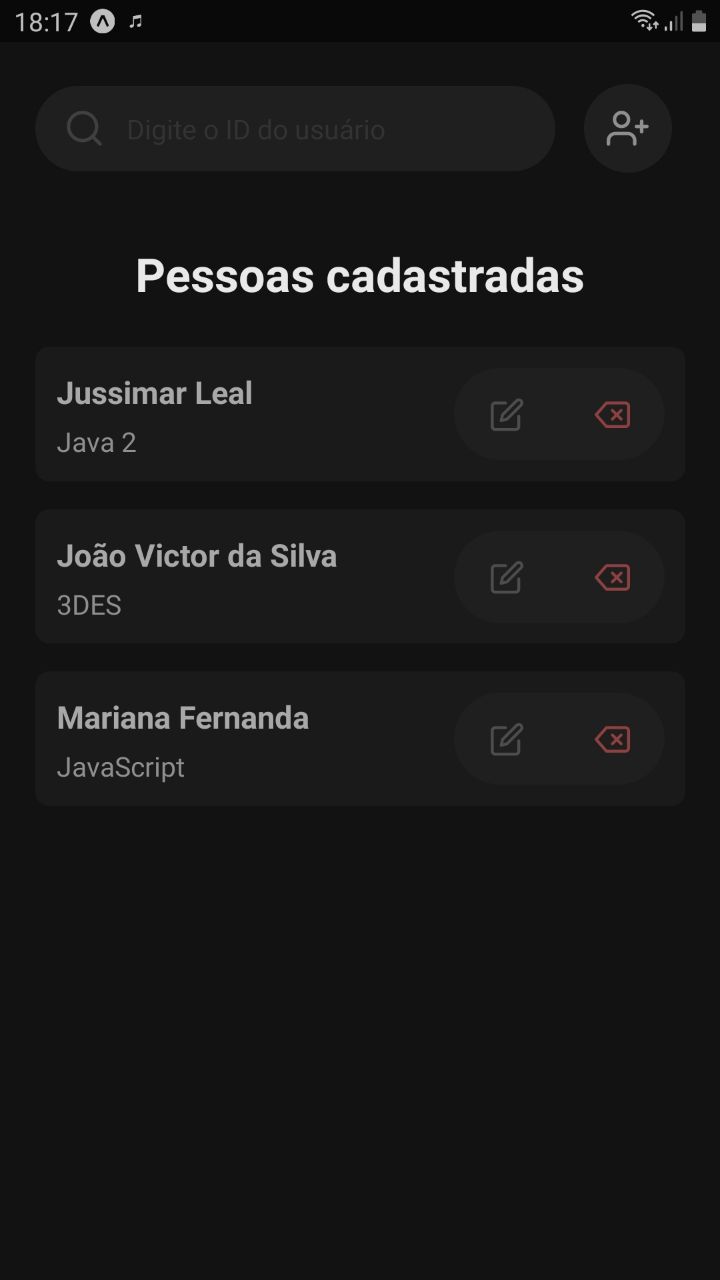 18:17
Digite o ID do usuário
Pessoas cadastradas
Jussimar Leal
Java 2
João Victor da Silva
3DES
Mariana Fernanda
JavaScript